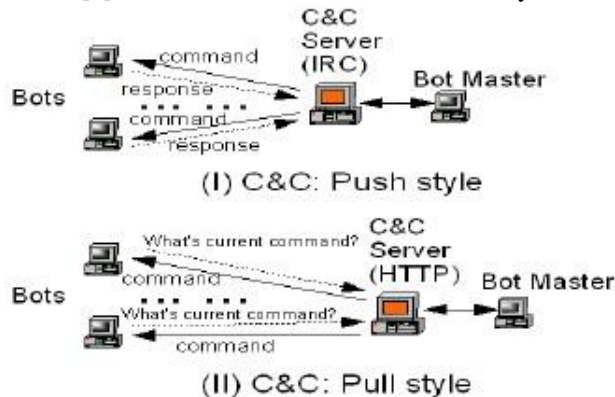 C&C
Server
(IRC)
command
response
Bots
Bot Master
command
response
(I) C&C: Push style
C&C
Server
(HTTP)
What's current command?
command
Bots
Bot Master
What's current command?
command
(II) C&C: Pull style